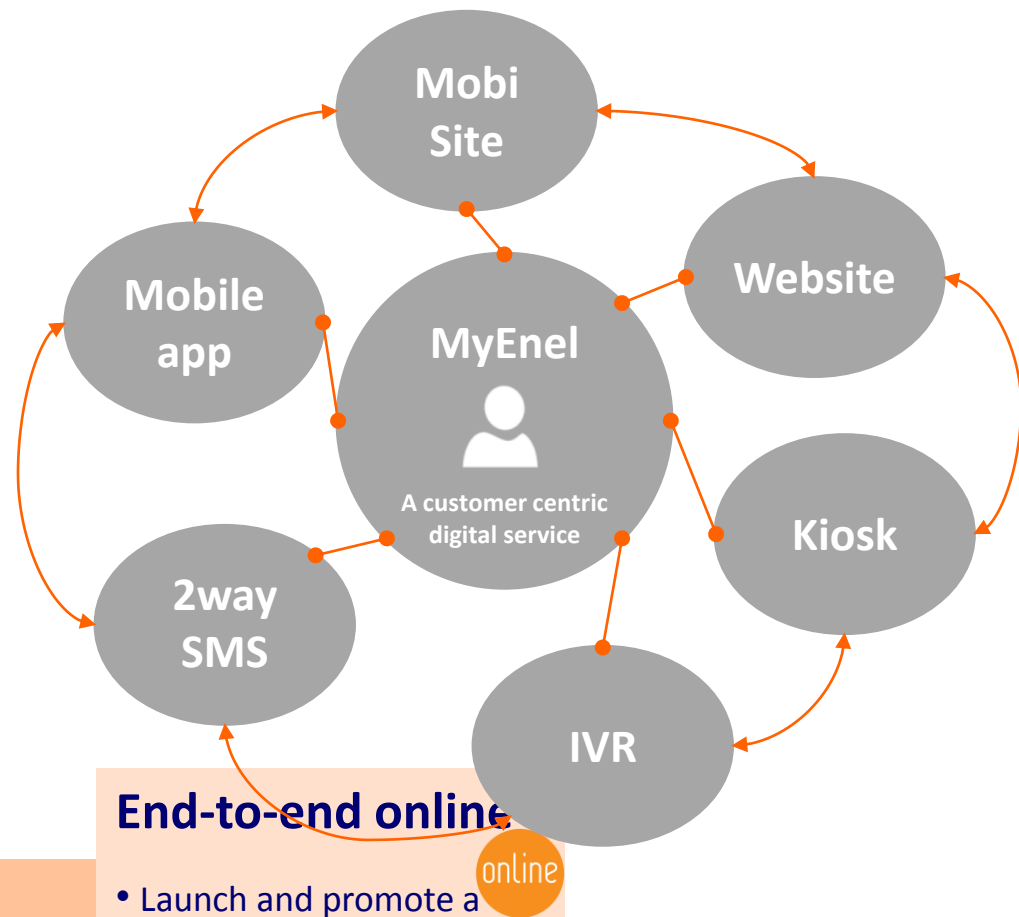 Mobi
Site
Website
Mobile
app
MyEnel
A customer centric
digital service
Kiosk
2way
SMS
IVR
End-to-end online
online
• Launch and promote a